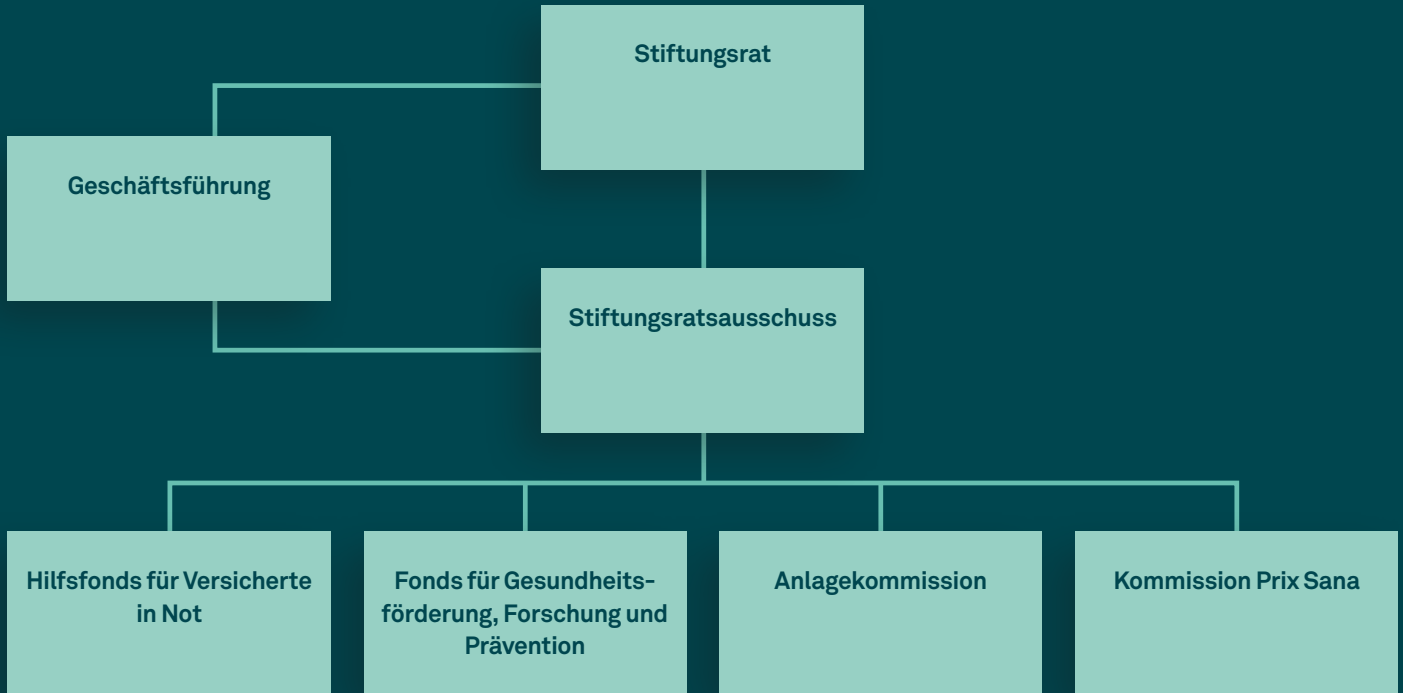 Stiftungsrat
Geschäftsführung
Stiftungsratsausschuss
Hilfsfonds für Versicherte
in Not
Fonds für Gesundheits-
förderung, Forschung und
Prävention
Anlagekommission
Kommission Prix Sana